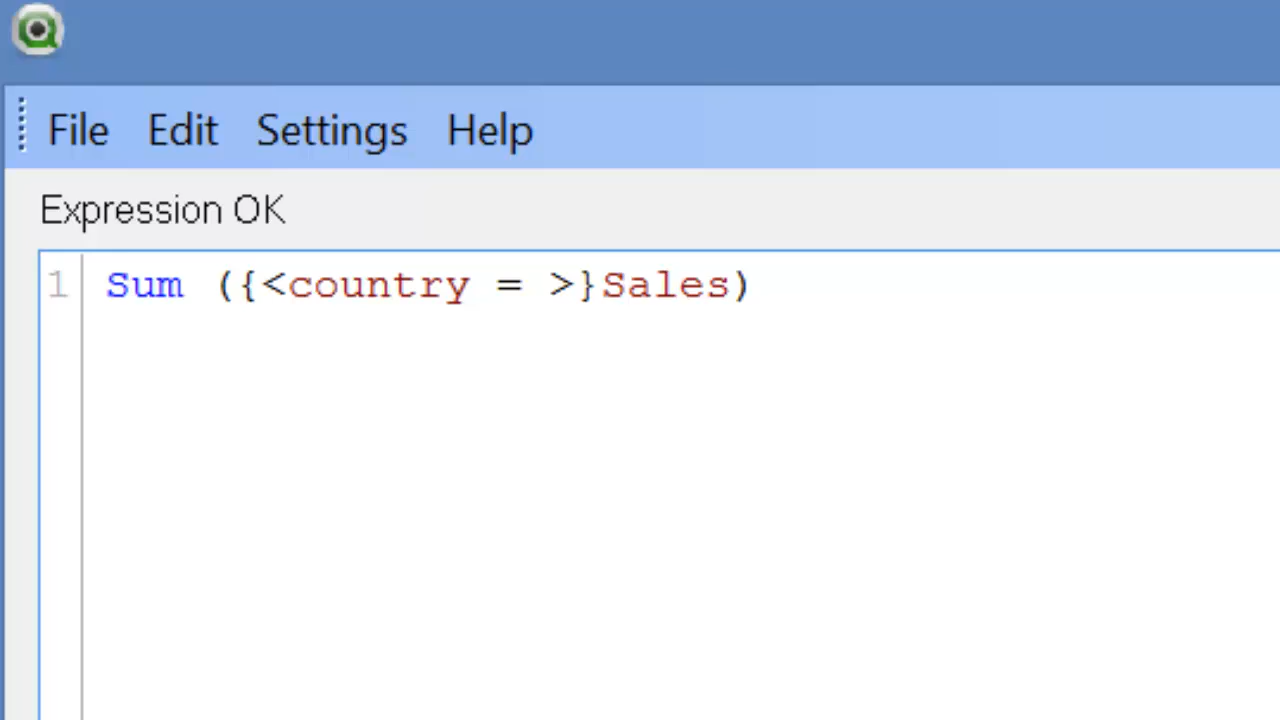 File Edit Settings Help
Expression OK
1 Sum ({<country = >}Sales)